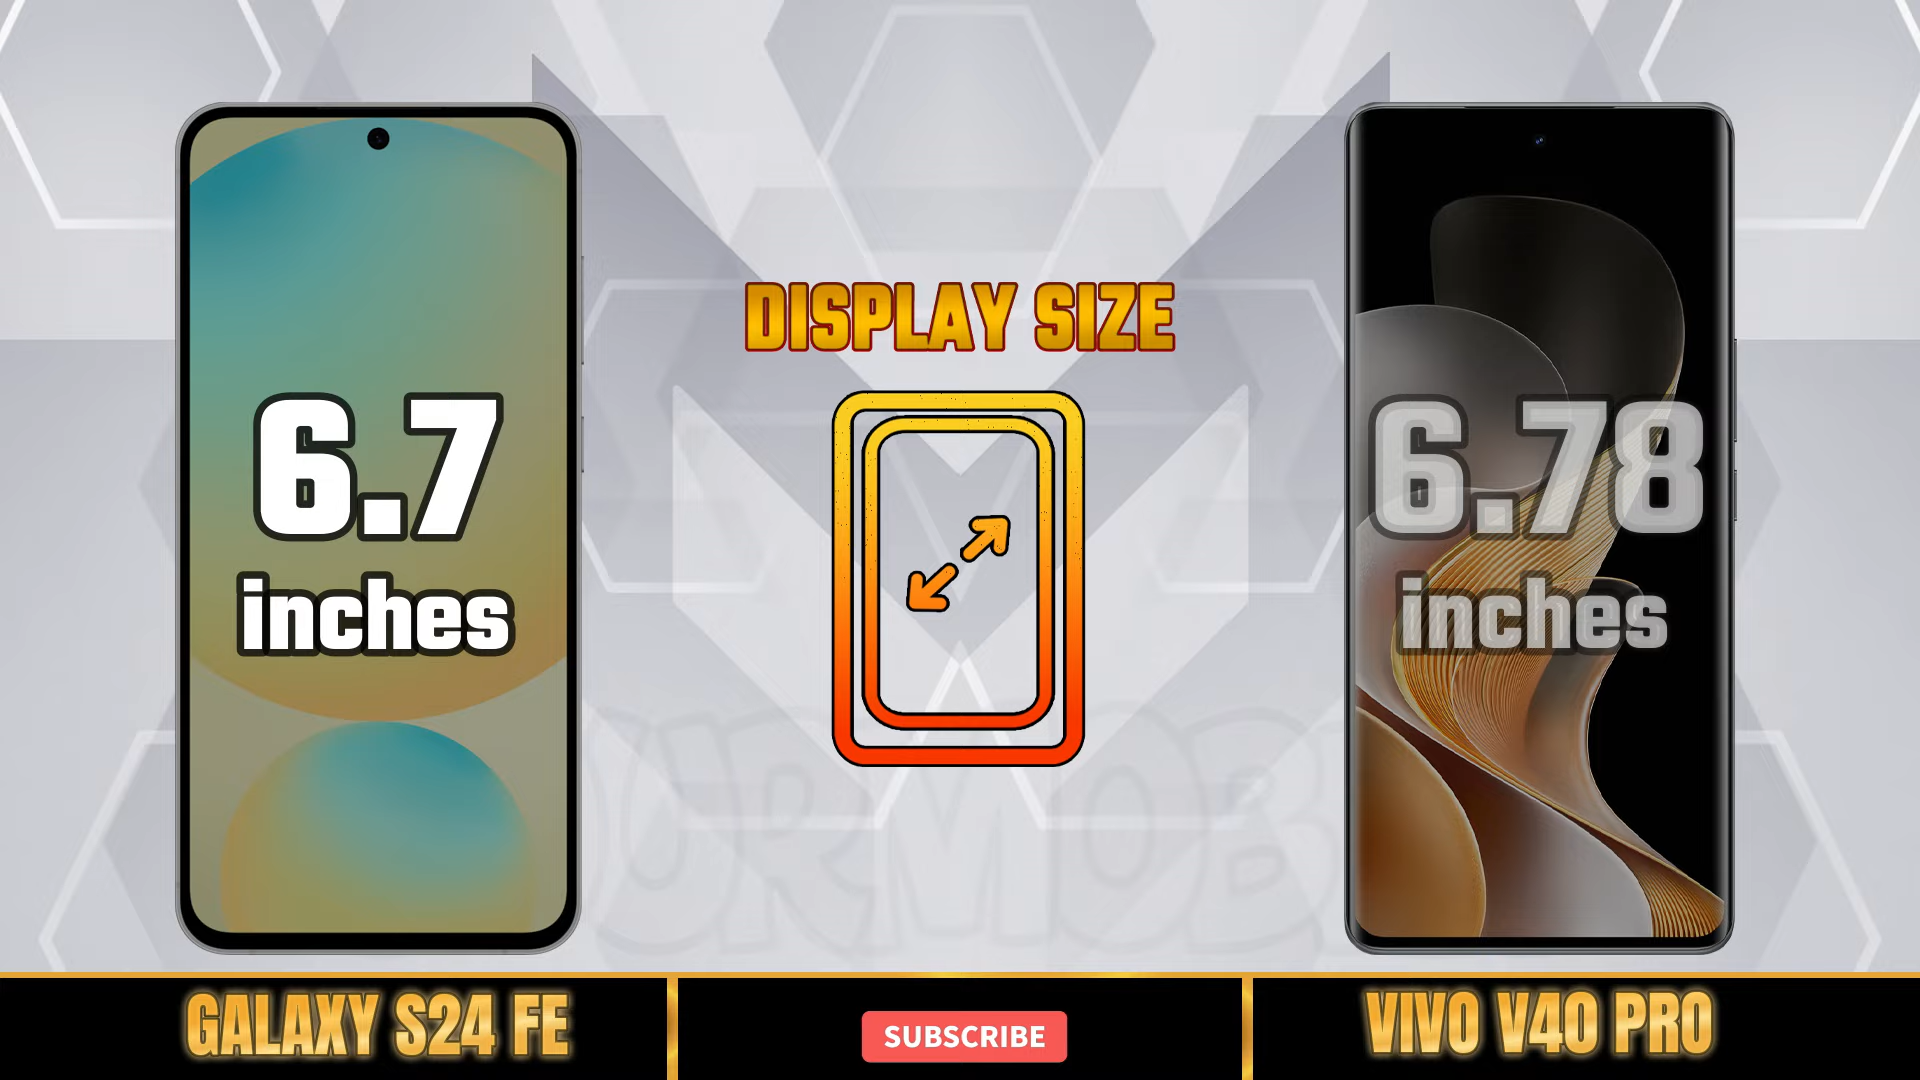 DISPLAY SIZE
6.7
inches
6.78
inches
GALAXY S24 FE
SUBSCRIBE
VIVO V40 PRO